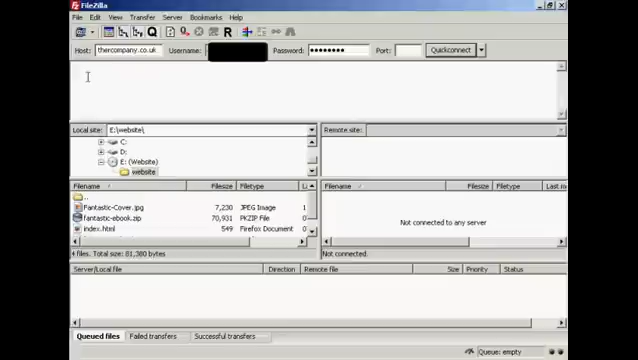 FileZilla
File Edit View Transfer Server Bookmarks Help
Host: thercompany.co.uk Username: Password: •••••••• Port: Quickconnect
Local site: E:\website\ Remote site:
C:
D:
E: (Website)
website
Filename Filesize Filetype L Filename Filesize Filetype Last m
..
Fantastic-Cover.jpg 7,230 JPEG Image 1
fantastic-ebook.zip 70,931 PKZIP File 0
index.html 549 Firefox Document 0
Not connected to any server
4 files. Total size: 81,380 bytes Not connected.
Server/Local file Direction Remote file Size Priority Status
Queued files Failed transfers Successful transfers
Queue: empty